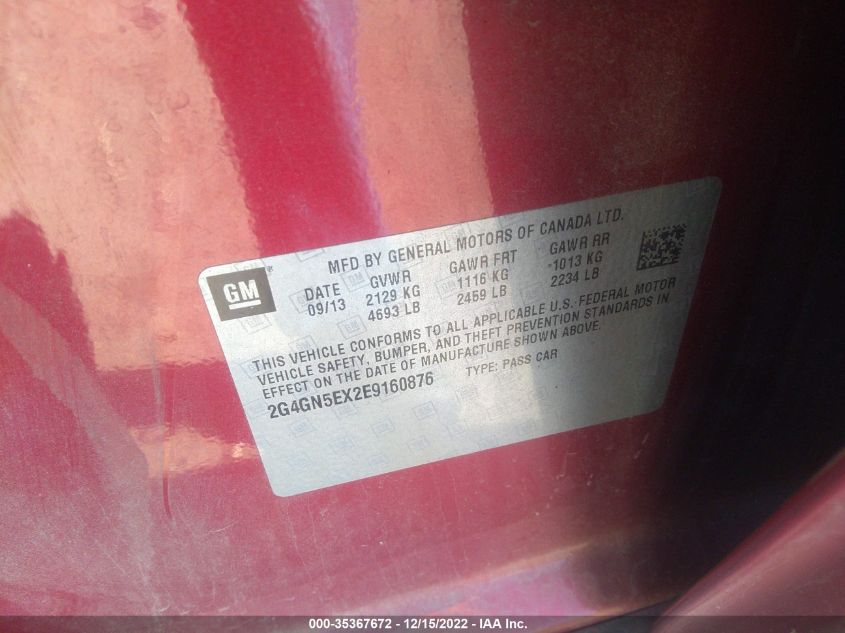 MFD BY GENERAL MOTORS OF CANADA LTD.
GM
DATE GVWR GAWR FRT GAWR RR
09/13 2129 KG 1116 KG 1013 KG
4693 LB 2459 LB 2234 LB
THIS VEHICLE CONFORMS TO ALL APPLICABLE U.S. FEDERAL MOTOR
VEHICLE SAFETY, BUMPER, AND THEFT PREVENTION STANDARDS IN
EFFECT ON THE DATE OF MANUFACTURE SHOWN ABOVE.
2G4GN5EX2E9160876 TYPE: PASS CAR
000-35367672 - 12/15/2022 - IAA Inc.